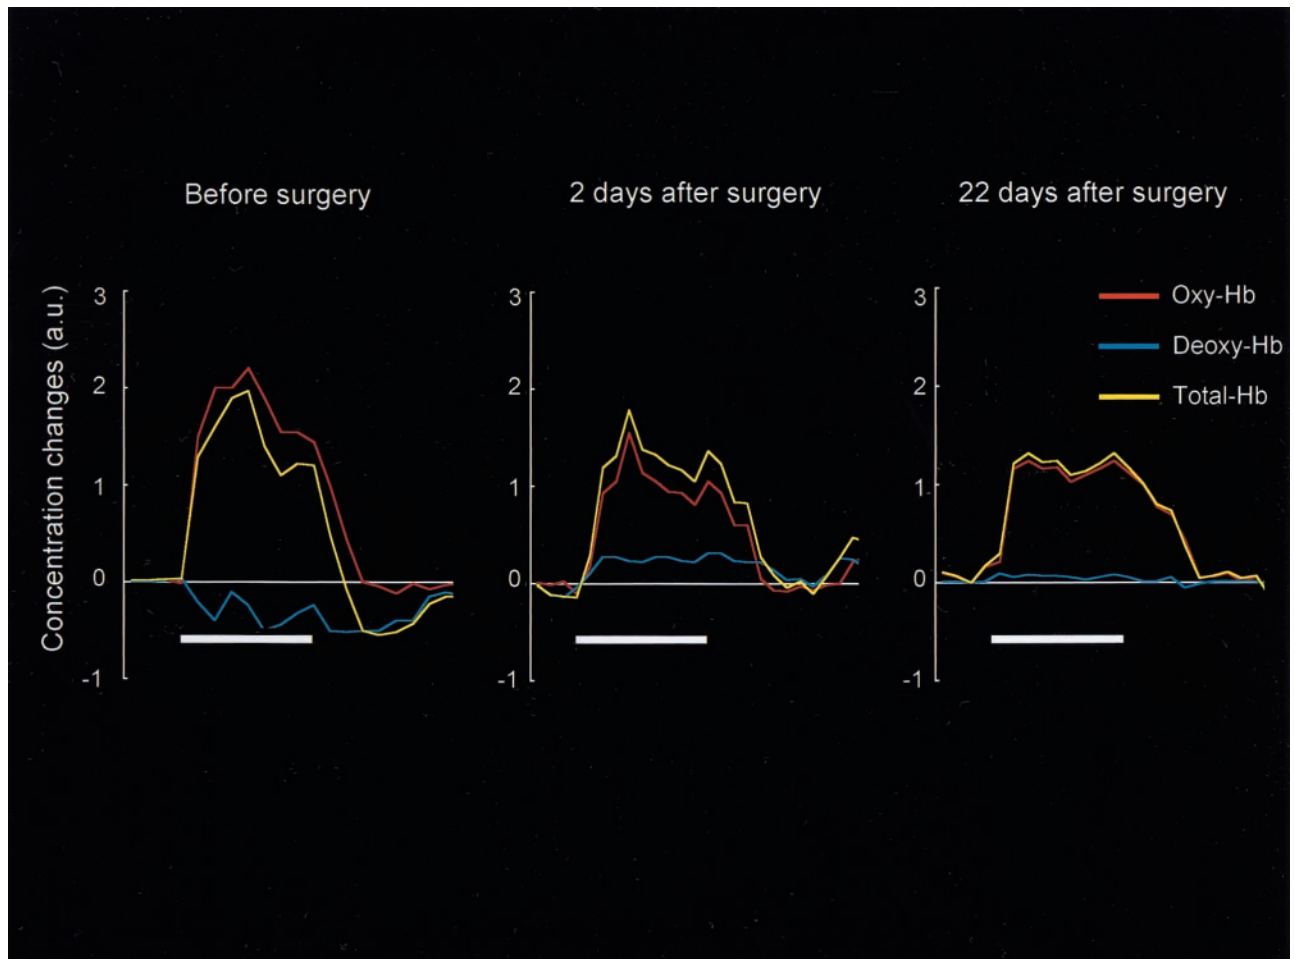 Before surgery
2 days after surgery
22 days after surgery
Concentration changes (a.u.)
3
2
1
0
-1
3
2
1
0
-1
3
2
1
0
-1
Oxy-Hb
Deoxy-Hb
Total-Hb